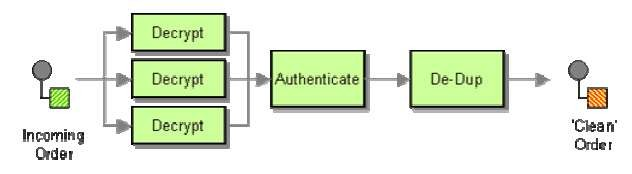 Decrypt
Decrypt
Decrypt
Authenticate
De-Dup
Incoming
Order
'Clean'
Order